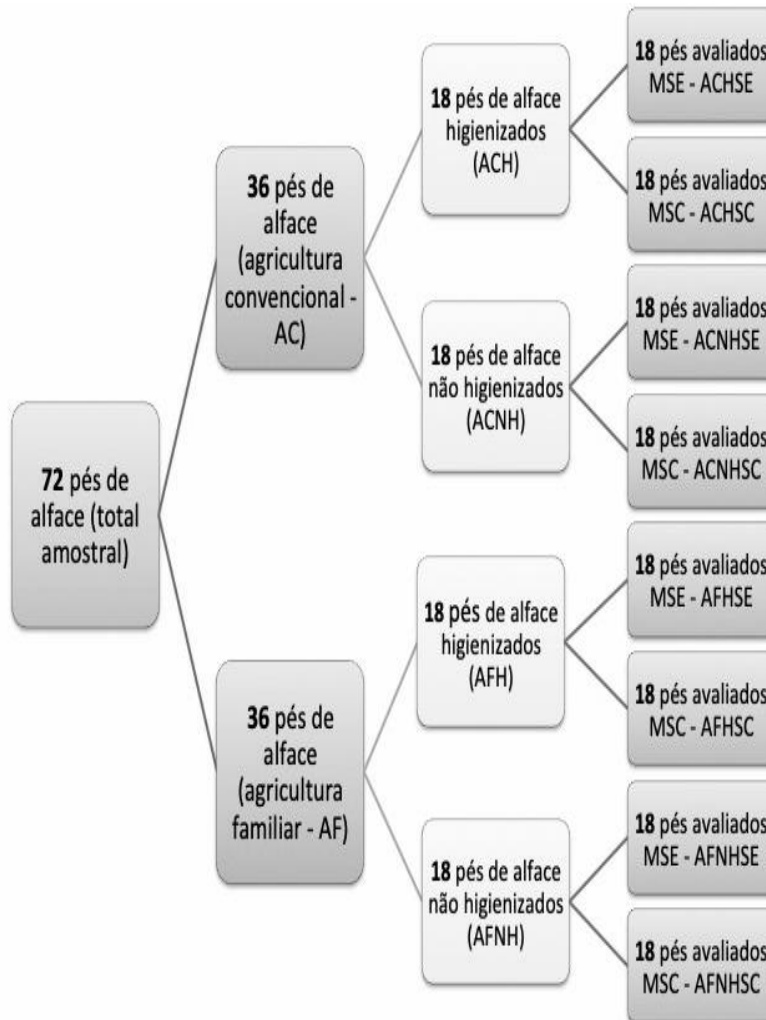 72 pés de
alface (total
amostral)
36 pés de
alface
(agricultura
convencional -
AC)
18 pés de alface
higienizados
(ACH)
18 pés avaliados
MSE - ACHSE
18 pés avaliados
MSC - ACHSC
18 pés de alface
não higienizados
(ACNH)
18 pés avaliados
MSE - ACNHSE
18 pés avaliados
MSC - ACNHSC
36 pés de
alface
(agricultura
familiar - AF)
18 pés de alface
higienizados
(AFH)
18 pés avaliados
MSE - AFHSE
18 pés avaliados
MSC - AFHSC
18 pés de alface
não higienizados
(AFNH)
18 pés avaliados
MSE - AFNHSE
18 pés avaliados
MSC - AFNHSC